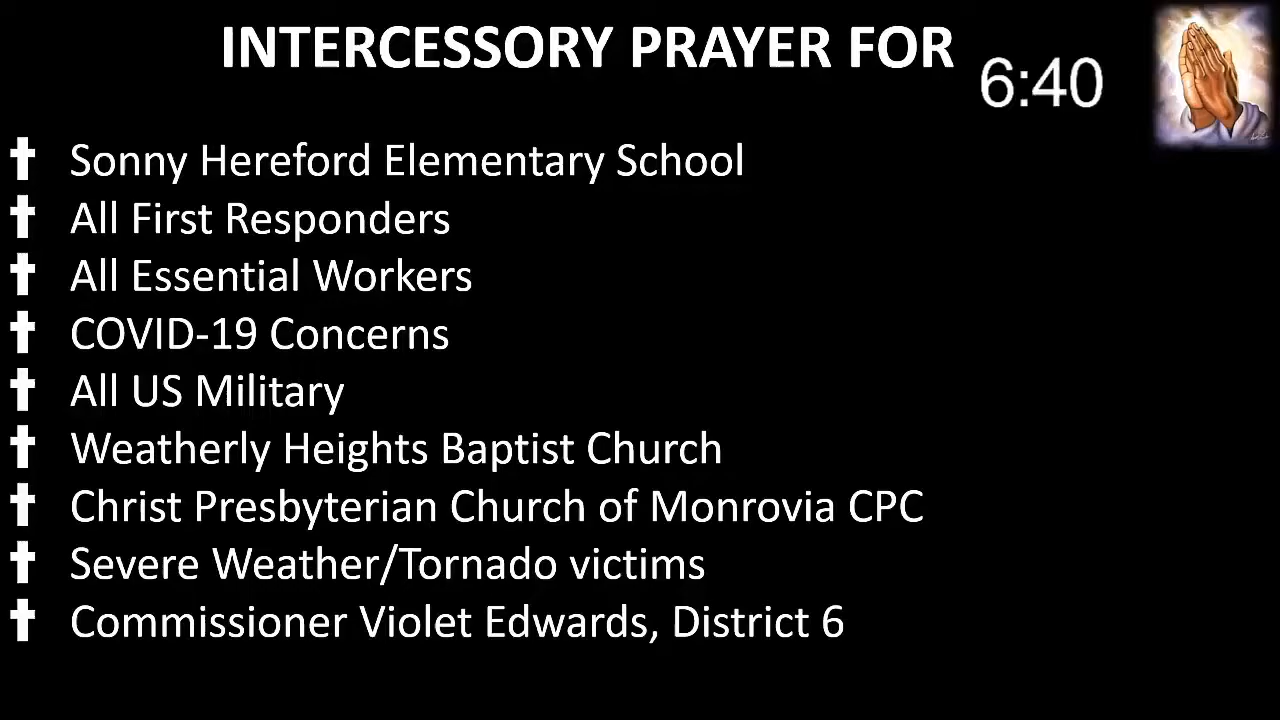 INTERCESSORY PRAYER FOR
6:40
Sonny Hereford Elementary School
All First Responders
All Essential Workers
COVID-19 Concerns
All US Military
Weatherly Heights Baptist Church
Christ Presbyterian Church of Monrovia CPC
Severe Weather/Tornado victims
Commissioner Violet Edwards, District 6